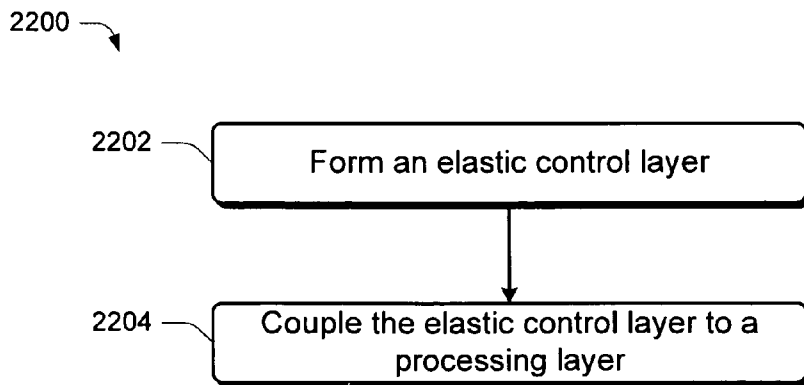 2200
2202
Form an elastic control layer
2204
Couple the elastic control layer to a
processing layer